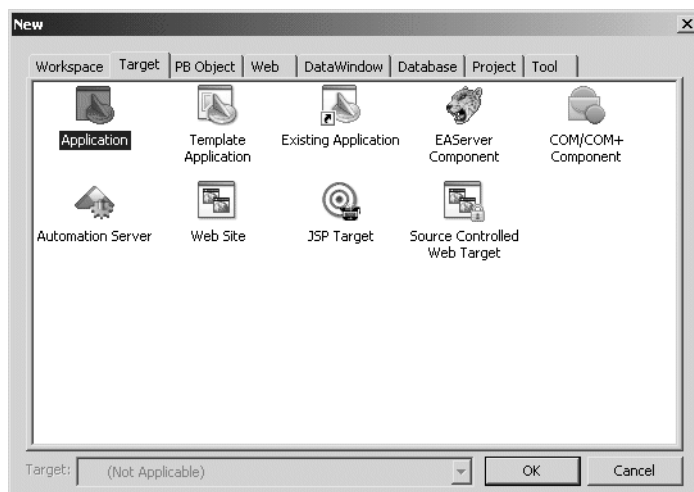 New
Workspace Target PB Object Web DataWindow Database Project Tool
Application Template Application Existing Application EAServer Component COM/COM+ Component
Automation Server Web Site JSP Target Source Controlled Web Target
Target: (Not Applicable) OK Cancel